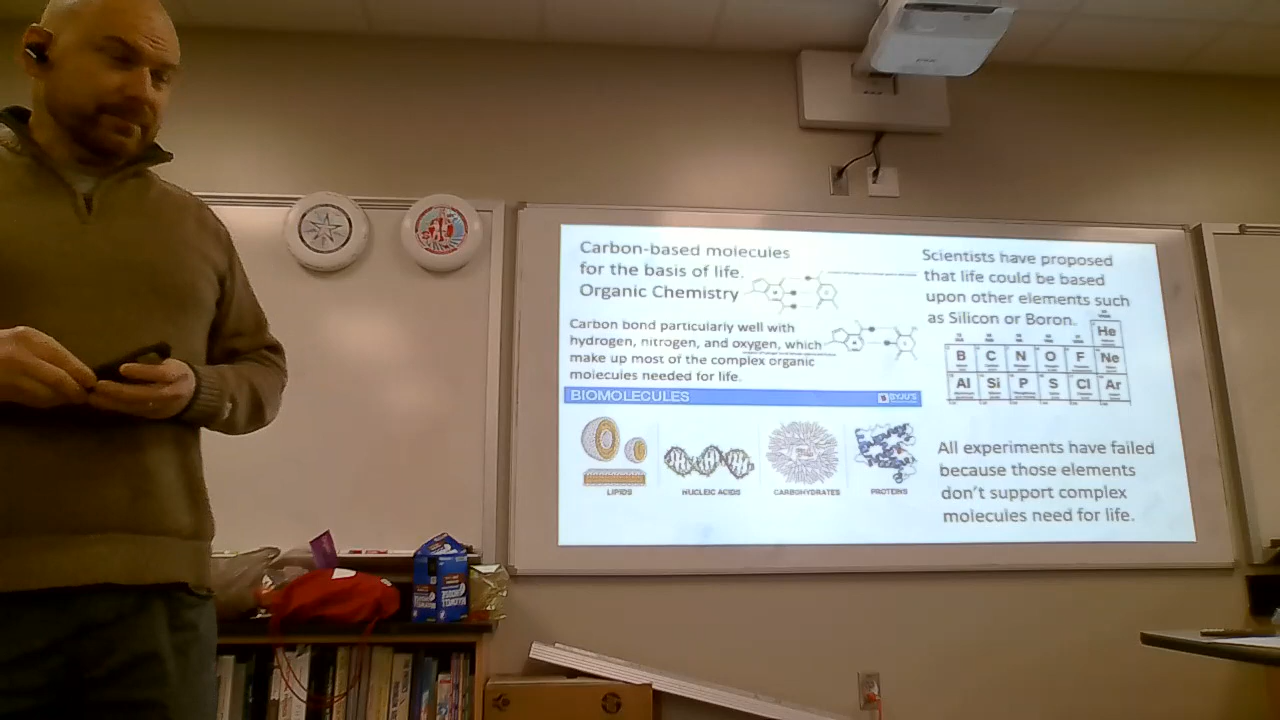 Carbon-based molecules
for the basis of life.
Organic Chemistry
Carbon bond particularly well with
hydrogen, nitrogen, and oxygen, which
make up most of the complex organic
molecules needed for life.
BIOMOLECULES
BYJU'S
LIPIDS
NUCLEIC ACIDS
CARBOHYDRATES
PROTEINS
Scientists have proposed
that life could be based
upon other elements such
as Silicon or Boron.
He
B C N O F Ne
Al Si P S Cl Ar
All experiments have failed
because those elements
don't support complex
molecules need for life.
MAXWELL HOUSE